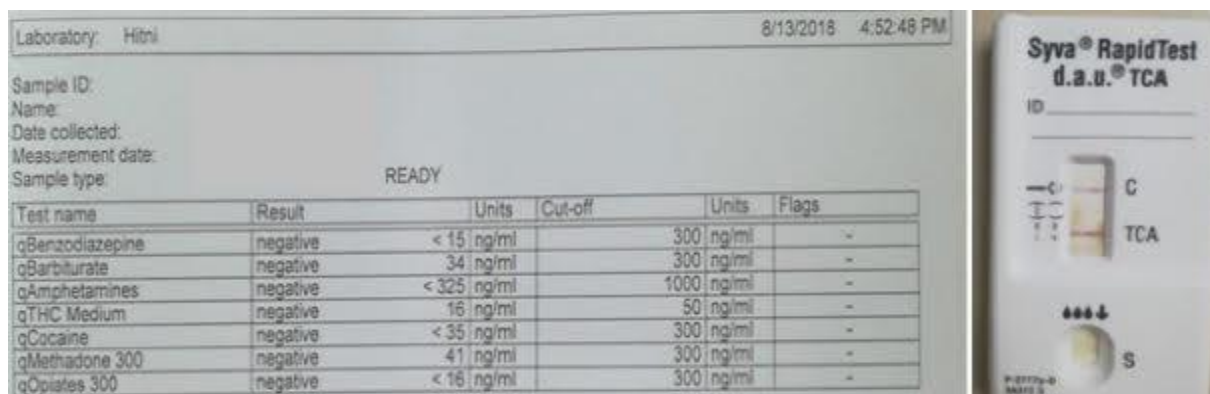 Laboratory: Hitni 8/13/2018 4:52:48 PM
Sample ID:
Name:
Date collected:
Measurement date:
Sample type: READY
Test name Result Units Cut-off Units Flags
qBenzodiazepine negative < 15 ng/ml 300 ng/ml -
qBarbiturate negative 34 ng/ml 300 ng/ml -
qAmphetamines negative < 325 ng/ml 1000 ng/ml -
qTHC Medium negative 16 ng/ml 50 ng/ml -
qCocaine negative < 35 ng/ml 300 ng/ml -
qMethadone 300 negative 41 ng/ml 300 ng/ml -
qOpiates 300 negative < 16 ng/ml 300 ng/ml -
Syva® RapidTest
d.a.u.® TCA
ID
C
TCA
S